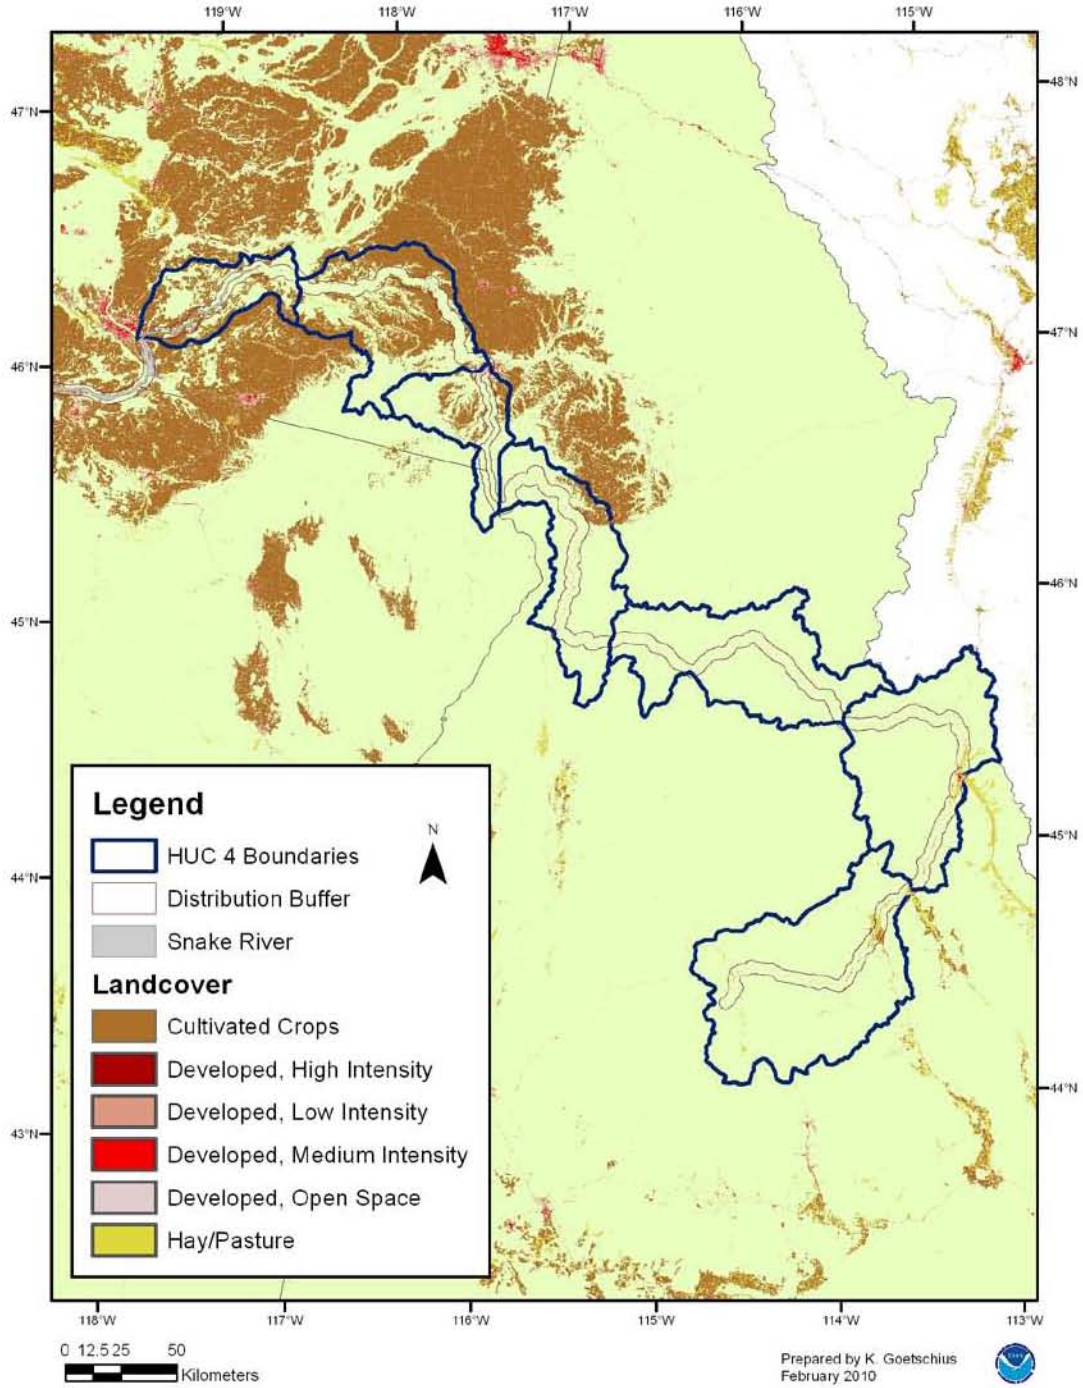 119°W
118°W
117°W
116°W
115°W
48°N
47°N
47°N
46°N
46°N
45°N
45°N
44°N
44°N
43°N
Legend
HUC 4 Boundaries
Distribution Buffer
Snake River
Landcover
Cultivated Crops
Developed, High Intensity
Developed, Low Intensity
Developed, Medium Intensity
Developed, Open Space
Hay/Pasture
N
118°W
117°W
116°W
115°W
114°W
113°W
0 12.5 25 50
Kilometers
Prepared by K. Goetschius
February 2010